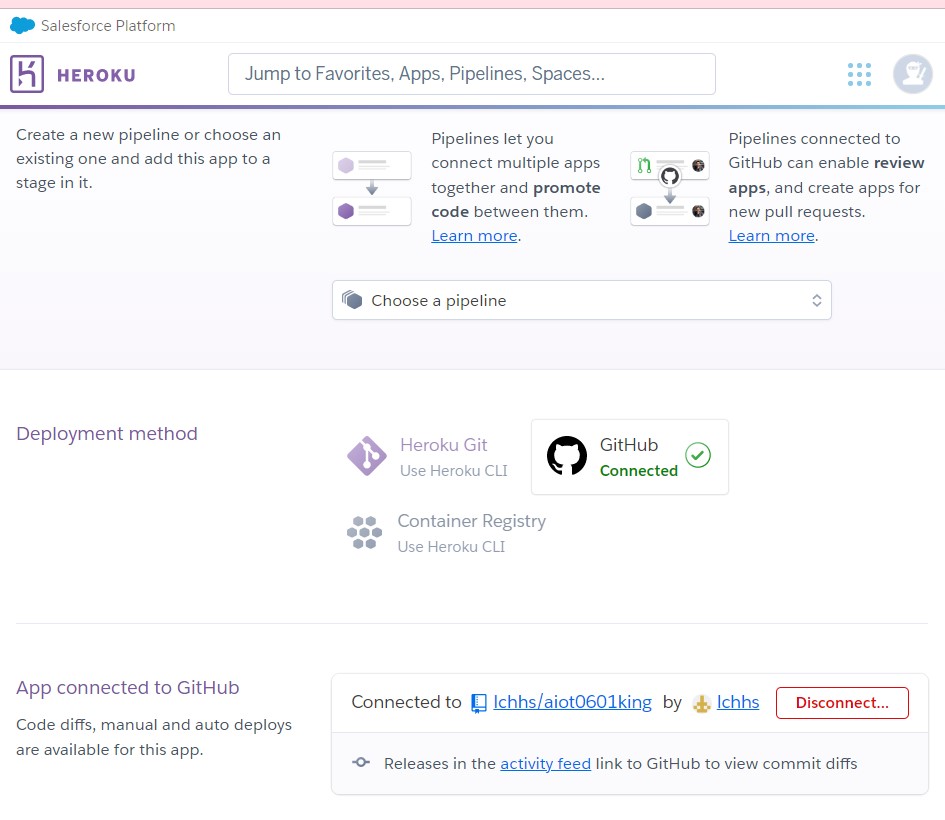 Salesforce Platform
HEROKU
Jump to Favorites, Apps, Pipelines, Spaces...
Create a new pipeline or choose an
existing one and add this app to a
stage in it.
Pipelines let you
connect multiple apps
together and promote
code between them.
Learn more.
Pipelines connected to
GitHub can enable review
apps, and create apps for
new pull requests.
Learn more.
Choose a pipeline
Deployment method
Heroku Git
Use Heroku CLI
GitHub
Connected
Container Registry
Use Heroku CLI
App connected to GitHub
Code diffs, manual and auto deploys
are available for this app.
Connected to lchhs/aiot0601king by lchhs Disconnect...
Releases in the activity feed link to GitHub to view commit diffs